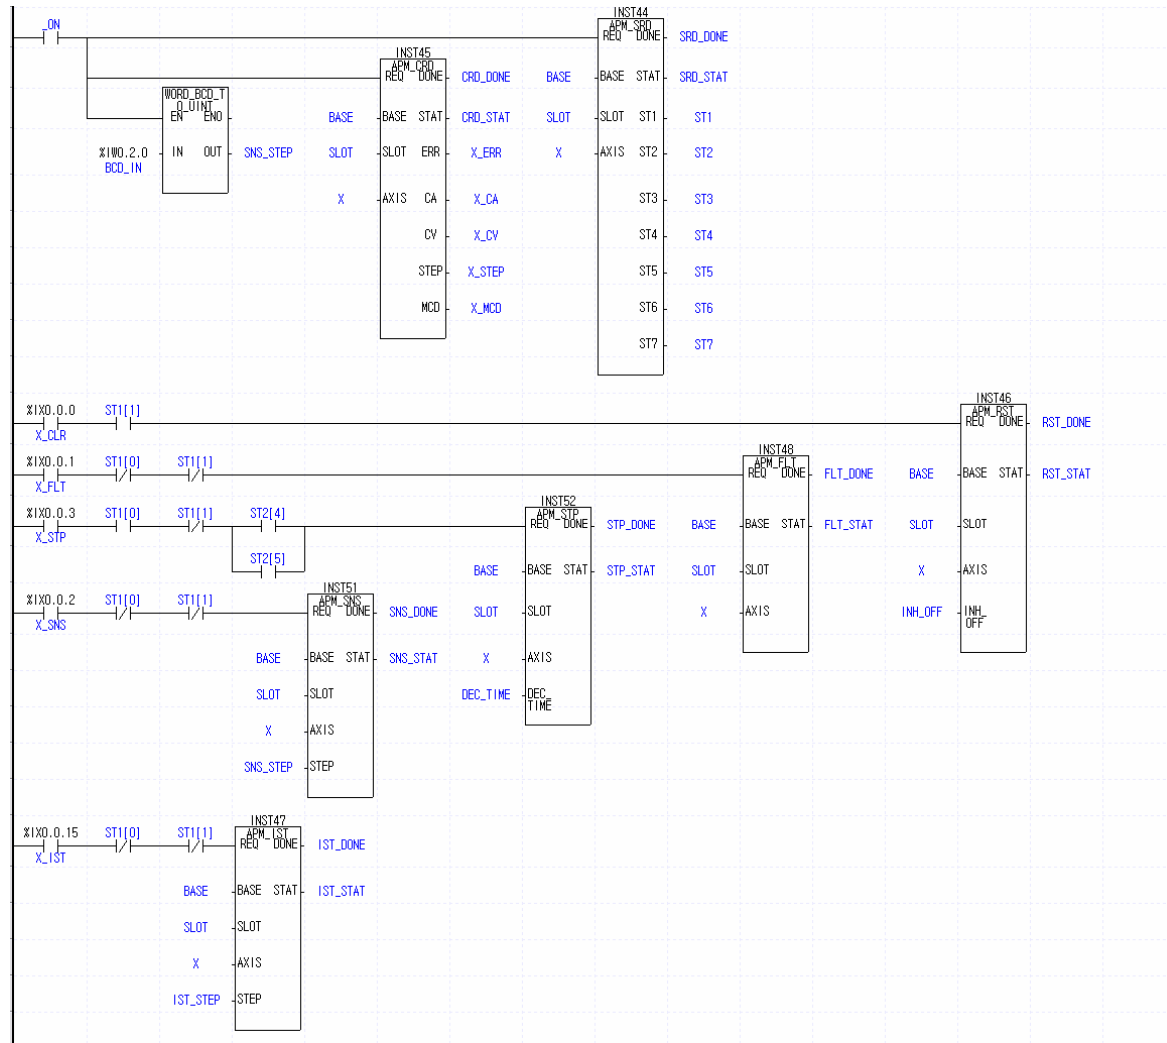 INST44
_ON
APM_SRD
REQ DONE
SRD_DONE
INST45
APM_CRD
REQ DONE
CRD_DONE
BASE
BASE STAT
SRD_STAT
WORD_BCD_T
O_UINT
EN ENO
BASE
BASE STAT
CRD_STAT
SLOT
SLOT ST1
ST1
%IW0.2.0
IN OUT
SNS_STEP
SLOT
SLOT ERR
X_ERR
X
AXIS ST2
ST2
BCD_IN
X
AXIS CA
X_CA
ST3
ST3
CV
X_CV
ST4
ST4
STEP
X_STEP
ST5
ST5
MCD
X_MCD
ST6
ST6
ST7
ST7
INST46
%IX0.0.0
ST1[1]
APM_RST
REQ DONE
RST_DONE
X_CLR
INST48
%IX0.0.1
ST1[0]
ST1[1]
APM_FLT
REQ DONE
FLT_DONE
BASE
BASE STAT
RST_STAT
X_FLT
INST52
%IX0.0.3
ST1[0]
ST1[1]
ST2[4]
APM_STP
REQ DONE
STP_DONE
BASE
BASE STAT
FLT_STAT
SLOT
SLOT
X_STP
ST2[5]
BASE
BASE STAT
STP_STAT
SLOT
SLOT
X
AXIS
INST51
%IX0.0.2
ST1[0]
ST1[1]
APM_SNS
REQ DONE
SNS_DONE
SLOT
SLOT
X
AXIS
INH_OFF
INH_
OFF
X_SNS
BASE
BASE STAT
SNS_STAT
X
AXIS
SLOT
SLOT
DEC_TIME
DEC_
TIME
X
AXIS
SNS_STEP
STEP
INST47
%IX0.0.15
ST1[0]
ST1[1]
APM_IST
REQ DONE
IST_DONE
X_IST
BASE
BASE STAT
IST_STAT
SLOT
SLOT
X
AXIS
IST_STEP
STEP